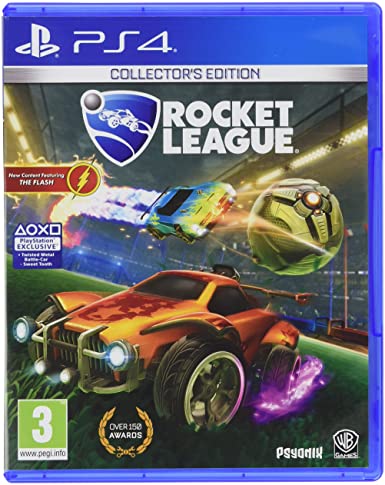 PS4
COLLECTOR'S EDITION
ROCKET
LEAGUE®
New Content Featuring
THE FLASH
PlayStation
EXCLUSIVE
• Twisted Metal
Battle-Car
- Sweet Tooth
3
www.pegi.info
OVER 150
AWARDS
PSYONIX
WB
GAMES